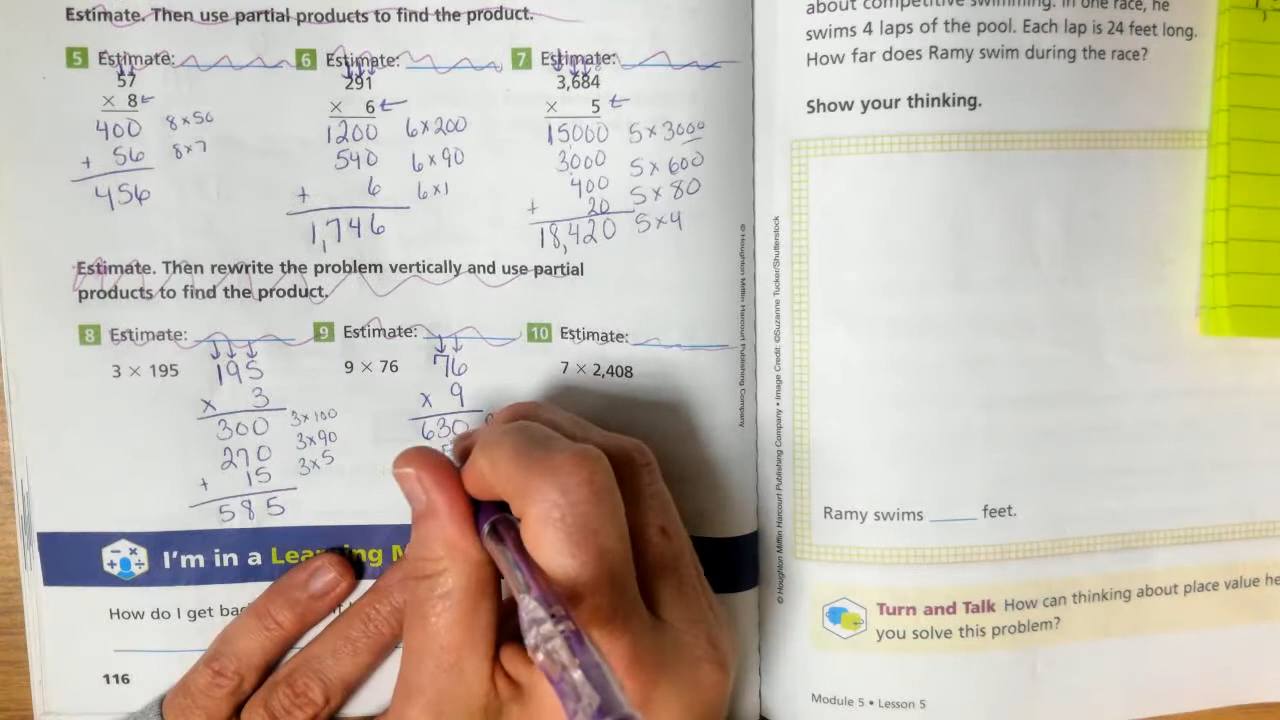 Estimate. Then use partial products to find the product.
5 Estimate:
57
× 8
400 8×50
+ 56 8×7
456
6 Estimate:
291
× 6
1200 6×200
540 6×90
+ 6 6×1
1,746
7 Estimate:
3,684
× 5
15000 5×3000
3000 5×600
400 5×80
+ 20 5×4
18,420
Estimate. Then rewrite the problem vertically and use partial
products to find the product.
8 Estimate:
3 × 195
195
× 3
300 3×100
270 3×90
+ 15 3×5
585
9 Estimate:
9 × 76
76
× 9
630
10 Estimate:
7 × 2,408
I'm in a Learning M
How do I get
116
© Houghton Mifflin Harcourt Publishing Company
about competitive swimming. In one race, he
swims 4 laps of the pool. Each lap is 24 feet long.
How far does Ramy swim during the race?
Show your thinking.
Ramy swims _____ feet.
© Houghton Mifflin Harcourt Publishing Company • Image Credit: ©Suzanne Tucker/Shutterstock
Turn and Talk How can thinking about place value he
you solve this problem?
Module 5 • Lesson 5